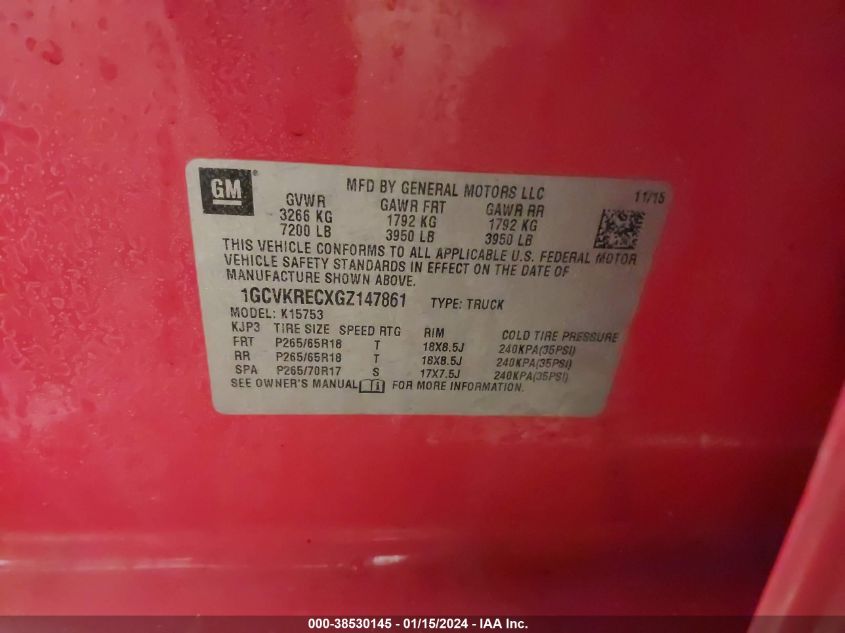 GM
MFD BY GENERAL MOTORS LLC
11/15
GVWR GAWR FRT GAWR RR
3266 KG 1792 KG 1792 KG
7200 LB 3950 LB 3950 LB
THIS VEHICLE CONFORMS TO ALL APPLICABLE U.S. FEDERAL MOTOR
VEHICLE SAFETY STANDARDS IN EFFECT ON THE DATE OF
MANUFACTURE SHOWN ABOVE.
1GCVKRECXGZ147861 TYPE: TRUCK
MODEL: K15753
KJP3 TIRE SIZE SPEED RTG RIM COLD TIRE PRESSURE
FRT P265/65R18 T 18X8.5J 240KPA(35PSI)
RR P265/65R18 T 18X8.5J 240KPA(35PSI)
SPA P265/70R17 S 17X7.5J 240KPA(35PSI)
SEE OWNER'S MANUAL FOR MORE INFORMATION.
000-38530145 - 01/15/2024 - IAA Inc.